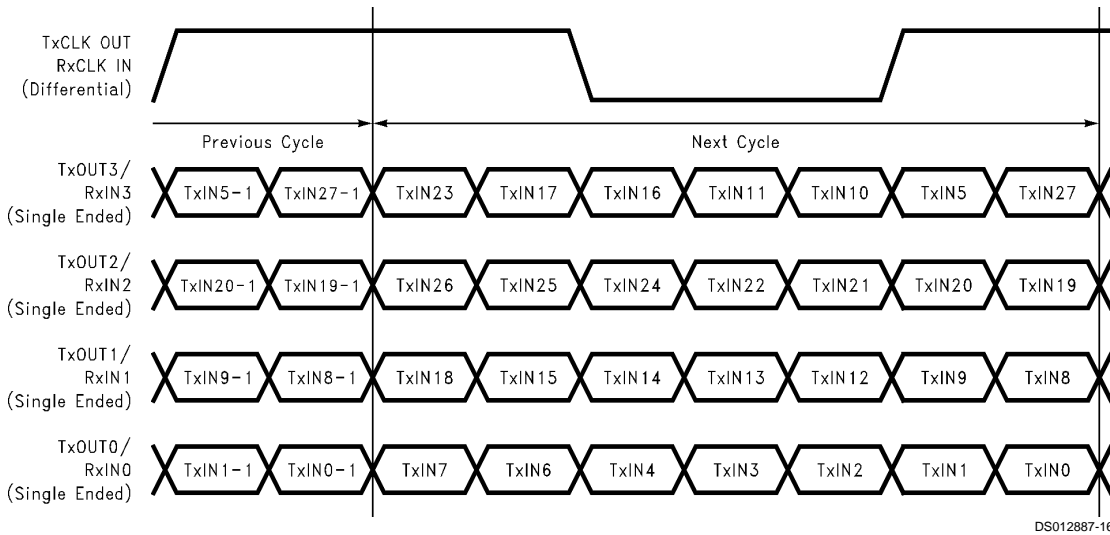 TxCLK OUT
RxCLK IN
(Differential)
Previous Cycle Next Cycle
TxOUT3/
RxIN3
(Single Ended)
TxIN5-1 TxIN27-1 TxIN23 TxIN17 TxIN16 TxIN11 TxIN10 TxIN5 TxIN27
TxOUT2/
RxIN2
(Single Ended)
TxIN20-1 TxIN19-1 TxIN26 TxIN25 TxIN24 TxIN22 TxIN21 TxIN20 TxIN19
TxOUT1/
RxIN1
(Single Ended)
TxIN9-1 TxIN8-1 TxIN18 TxIN15 TxIN14 TxIN13 TxIN12 TxIN9 TxIN8
TxOUT0/
RxIN0
(Single Ended)
TxIN1-1 TxIN0-1 TxIN7 TxIN6 TxIN4 TxIN3 TxIN2 TxIN1 TxIN0
DS012887-16